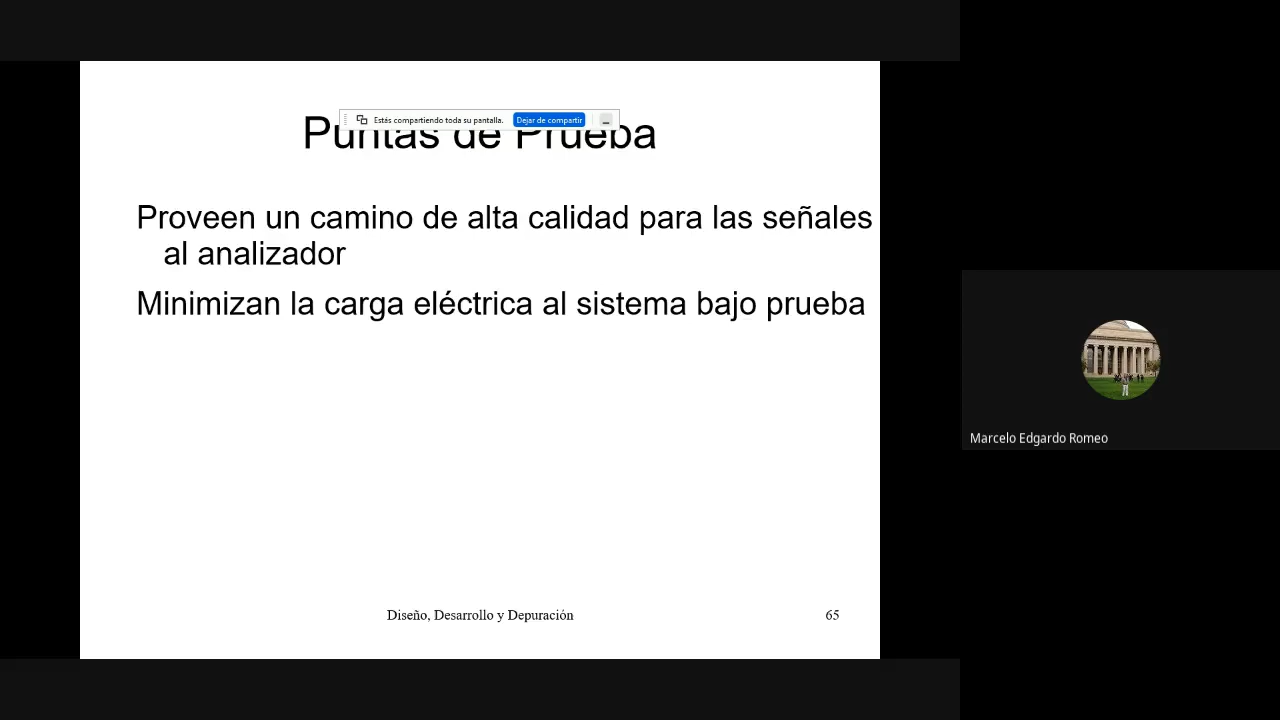 Estás compartiendo toda su pantalla. Dejar de compartir
Puntas de Prueba
Proveen un camino de alta calidad para las señales
al analizador
Minimizan la carga eléctrica al sistema bajo prueba
Marcelo Edgardo Romeo
Diseño, Desarrollo y Depuración 65